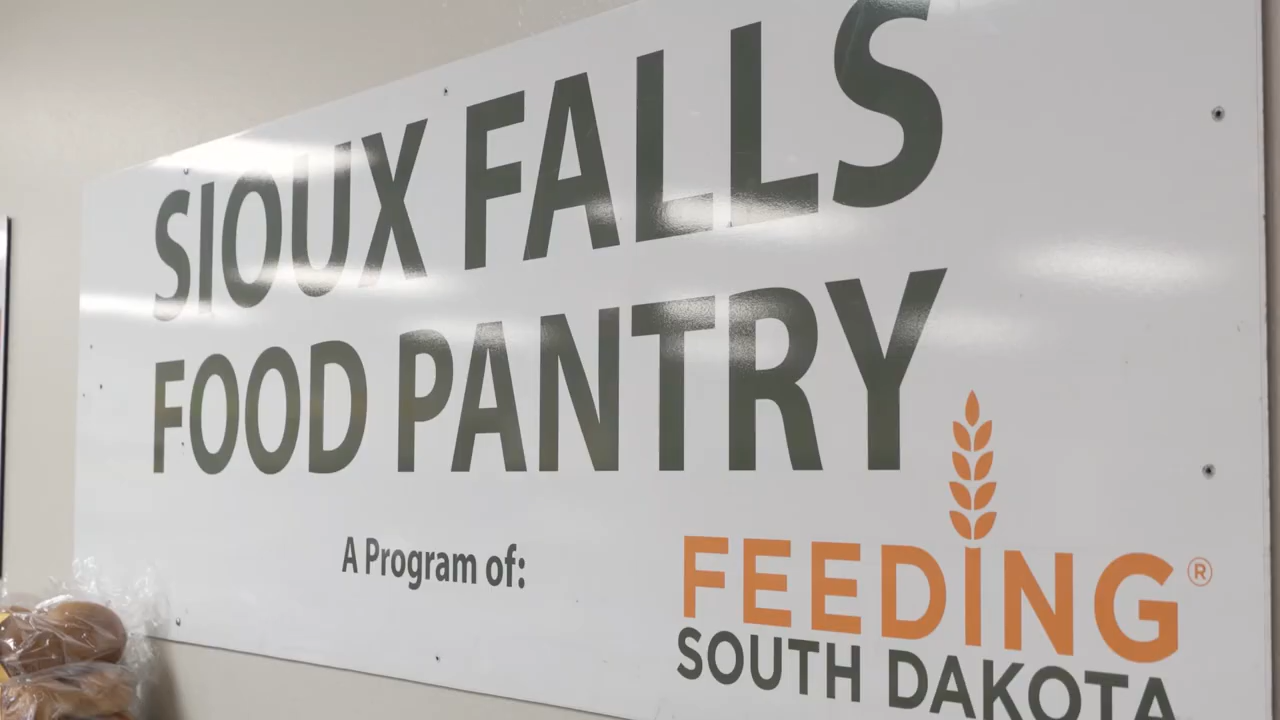 SIOUX FALLS
FOOD PANTRY
A Program of:
FEEDING®
SOUTH DAKOTA